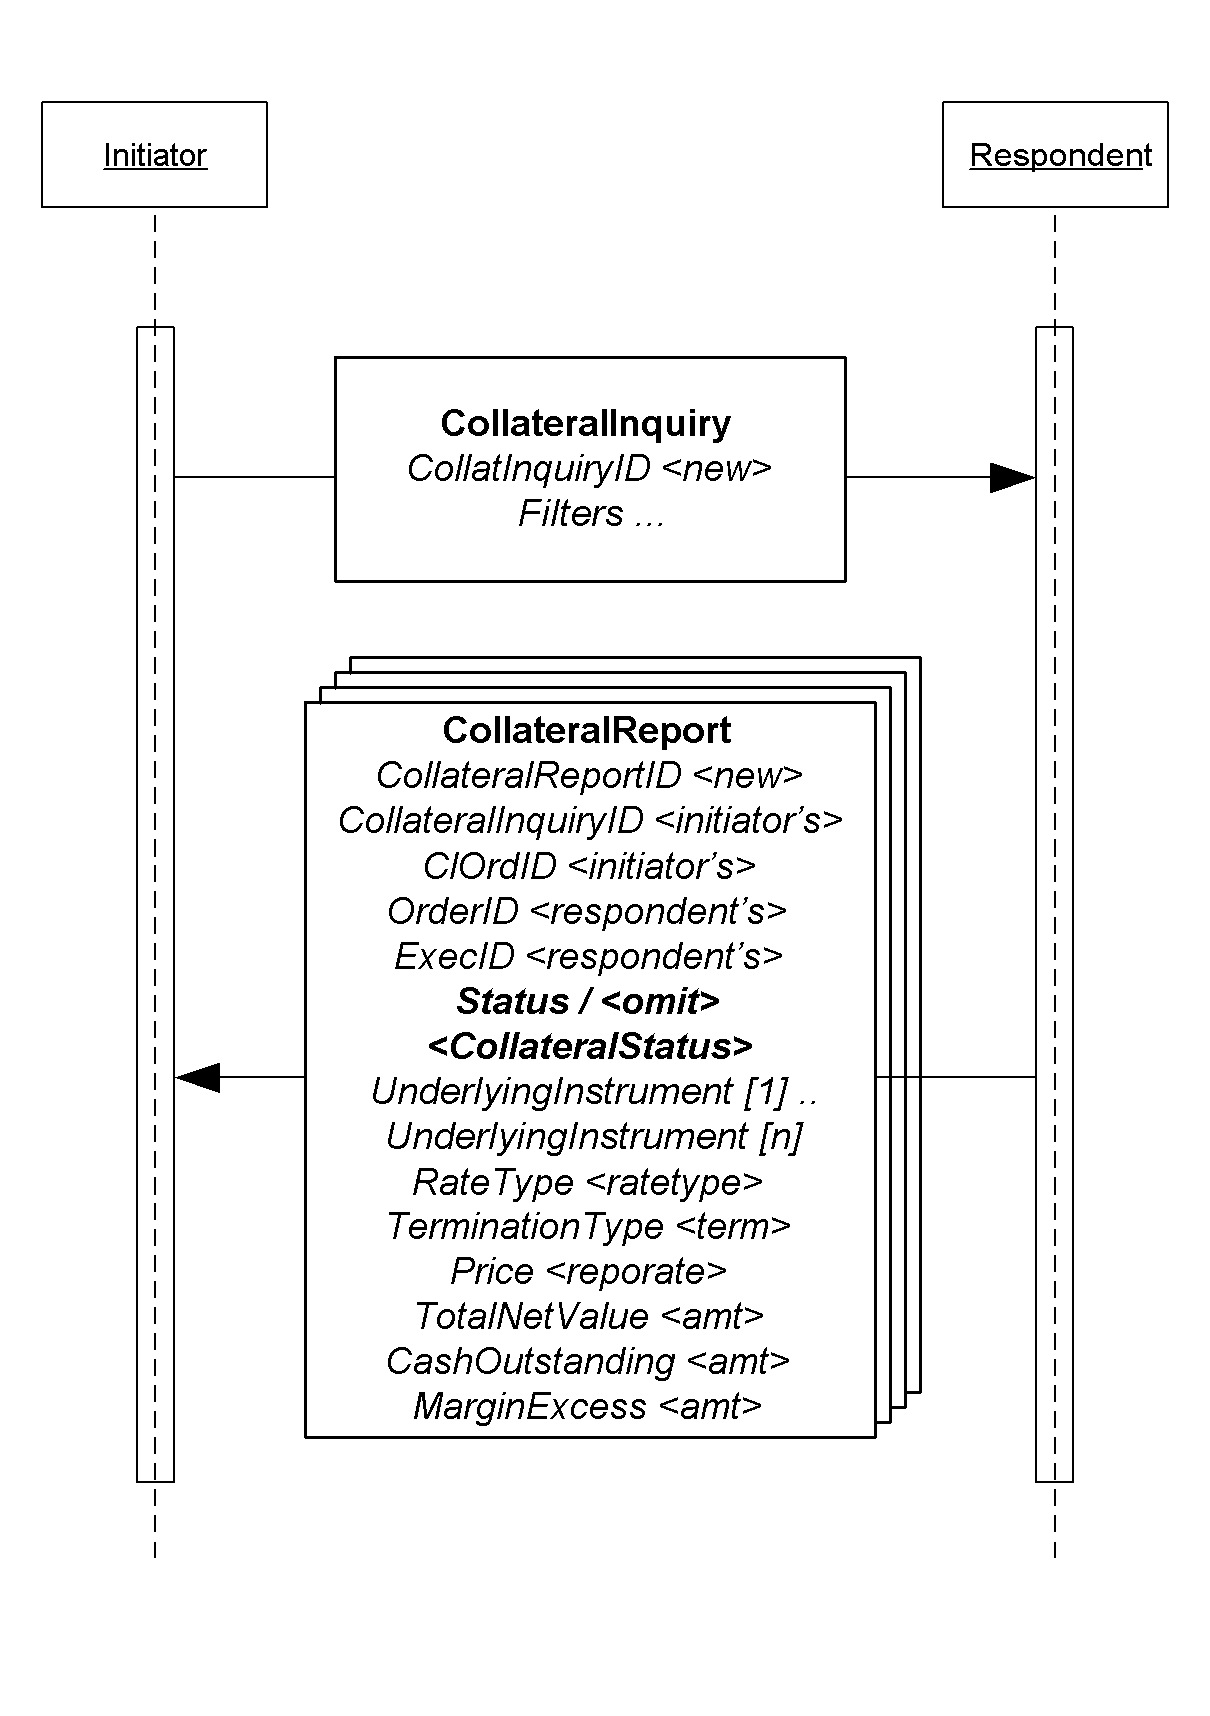 Initiator
Respondent
CollateralInquiry
CollatInquiryID <new>
Filters ...
CollateralReport
CollateralReportID <new>
CollateralInquiryID <initiator’s>
ClOrdID <initiator’s>
OrderID <respondent’s>
ExecID <respondent’s>
Status / <omit>
<CollateralStatus>
UnderlyingInstrument [1] ..
UnderlyingInstrument [n]
RateType <ratetype>
TerminationType <term>
Price <reporate>
TotalNetValue <amt>
CashOutstanding <amt>
MarginExcess <amt>